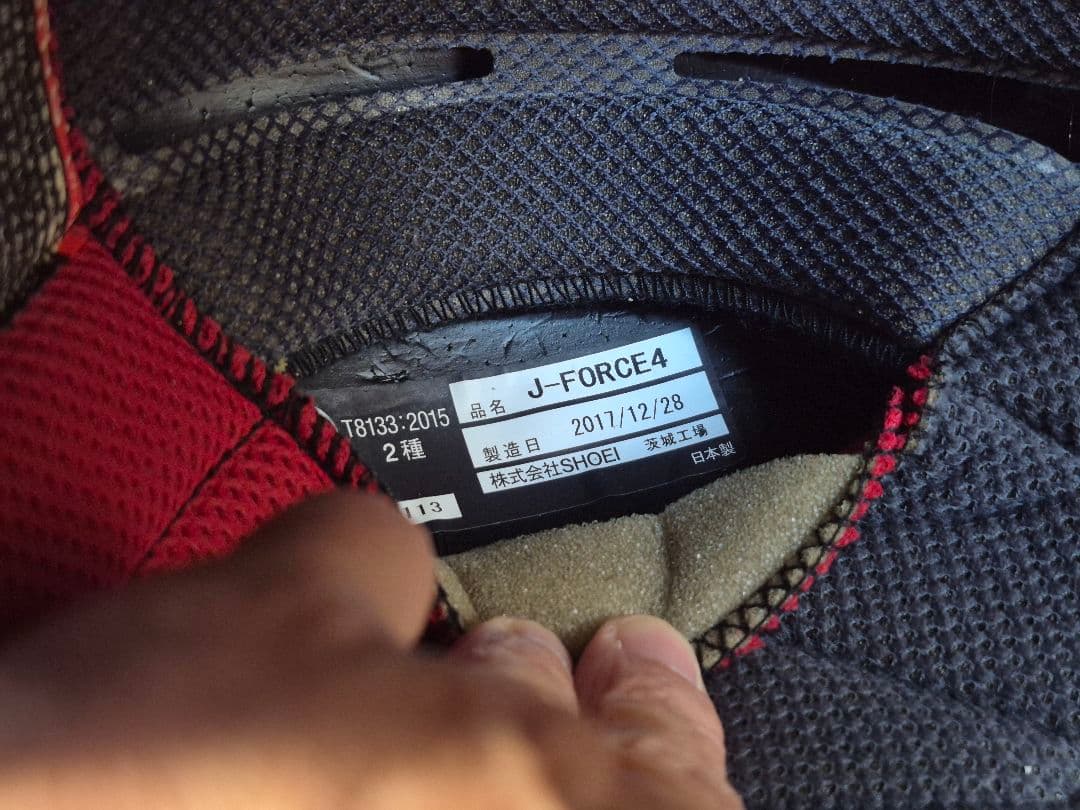 T8133:2015
2種
113
品名 J-FORCE4
製造日 2017/12/28
株式会社SHOEI 茨城工場
日本製